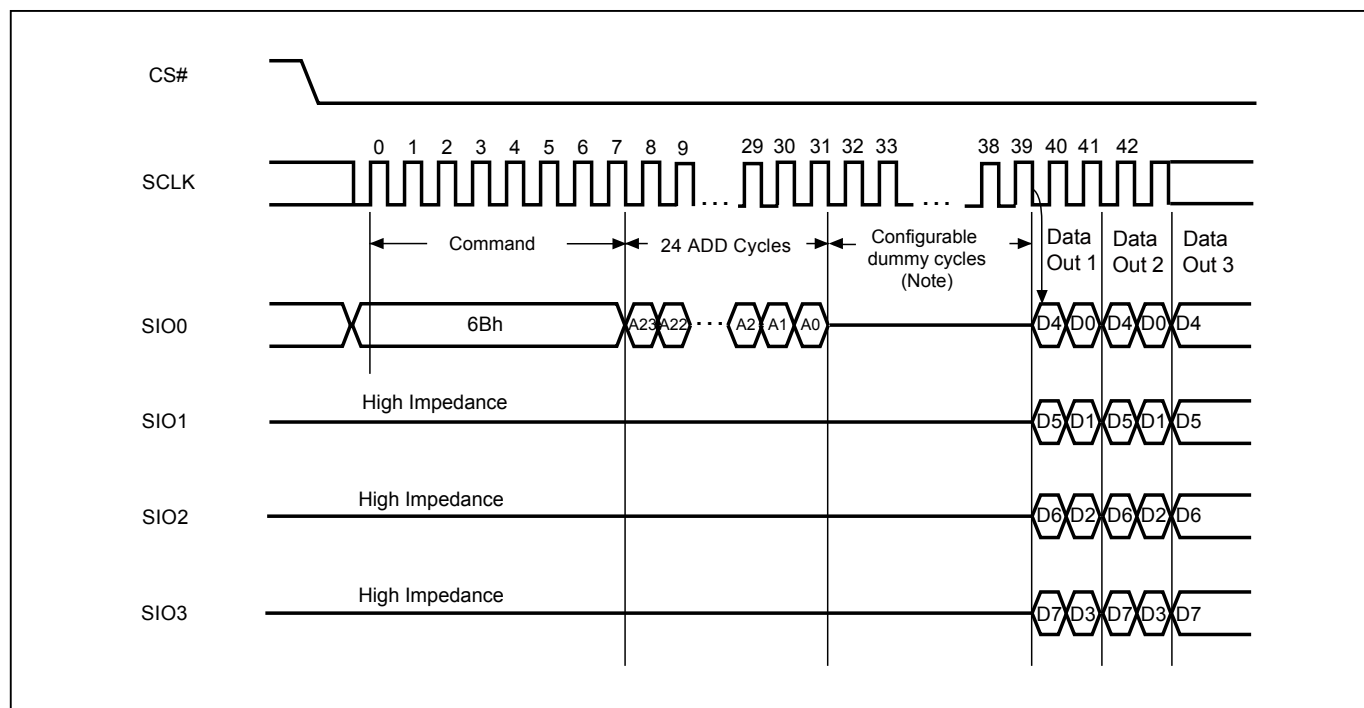 CS#
0 1 2 3 4 5 6 7 8 9 29 30 31 32 33 38 39 40 41 42
SCLK
...
...
Command
24 ADD Cycles
Configurable
dummy cycles
(Note)
Data
Out 1
Data
Out 2
Data
Out 3
SIO0
6Bh
A23 A22 ... A2 A1 A0
D4 D0 D4 D0 D4
High Impedance
SIO1
D5 D1 D5 D1 D5
High Impedance
SIO2
D6 D2 D6 D2 D6
High Impedance
SIO3
D7 D3 D7 D3 D7